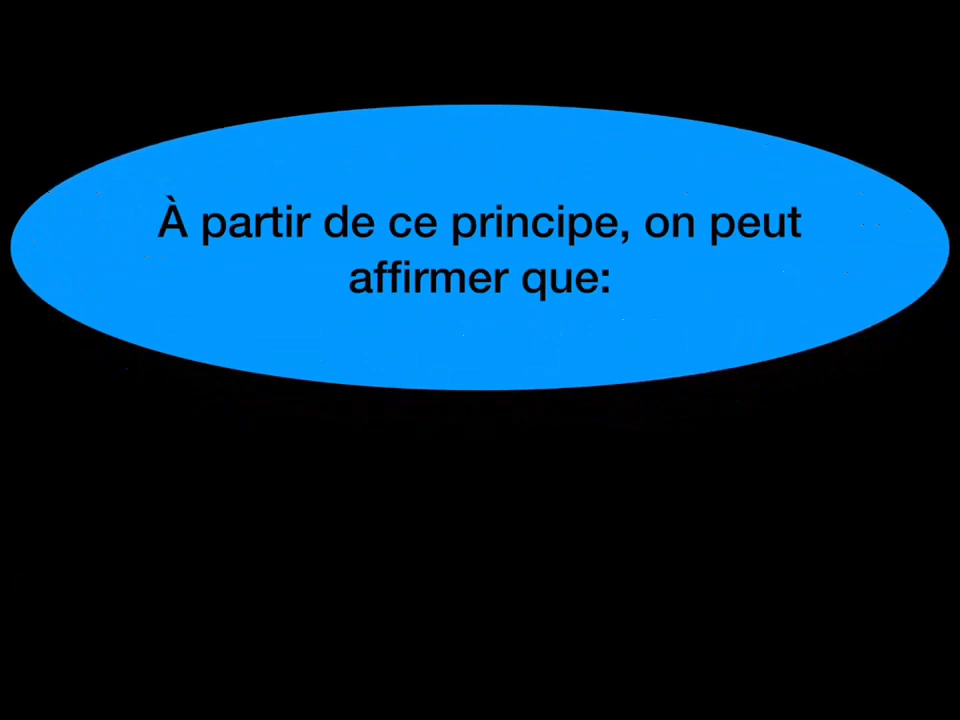 À partir de ce principe, on peut
affirmer que: